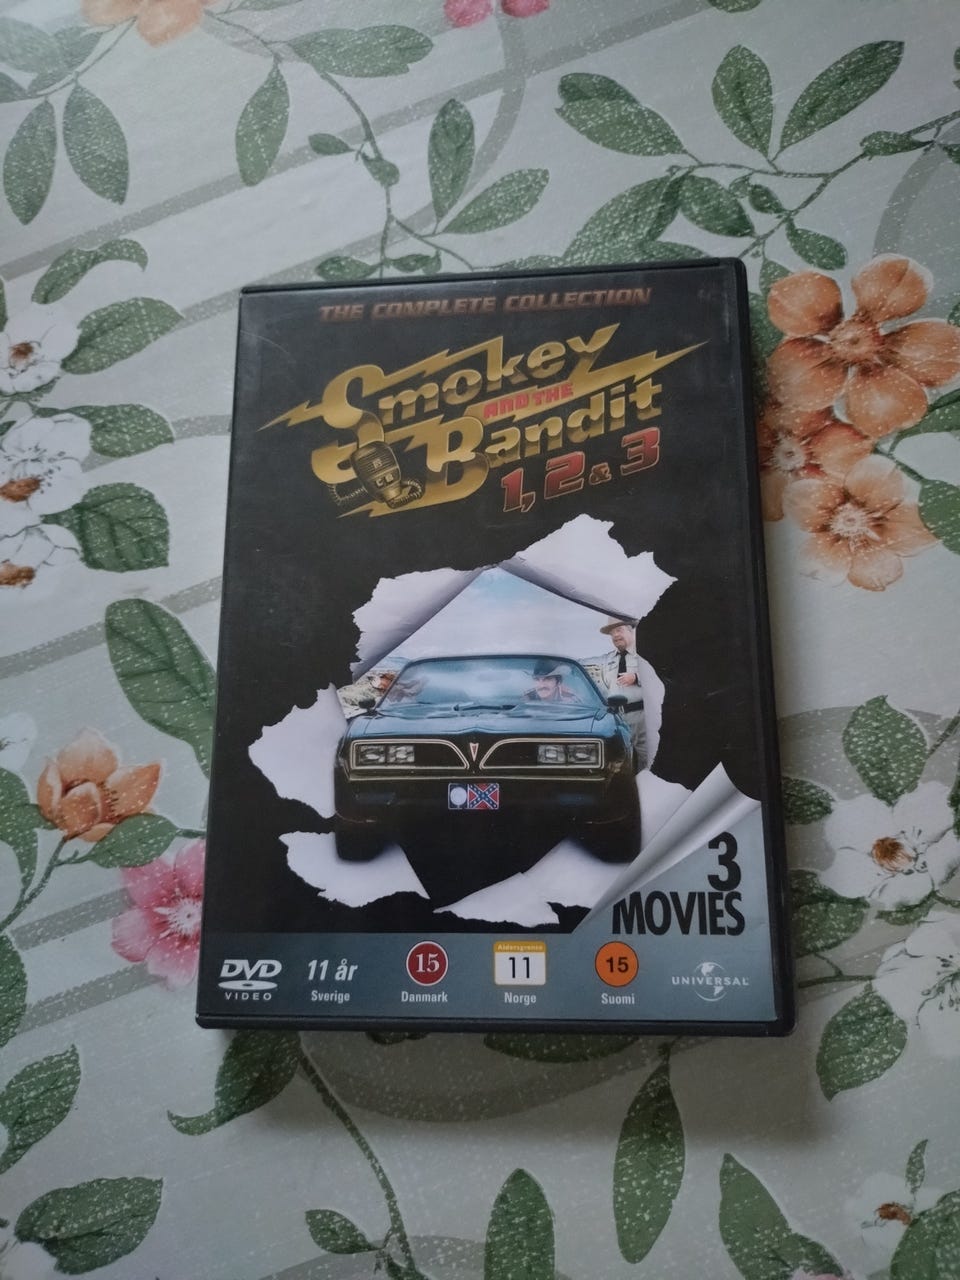 THE COMPLETE COLLECTION
Smokey
AND THE
Bandit
1, 2 & 3
CB
3
MOVIES
DVD
VIDEO
11 år
Sverige
15
Danmark
Aldersgrense
11
Norge
15
Suomi
UNIVERSAL